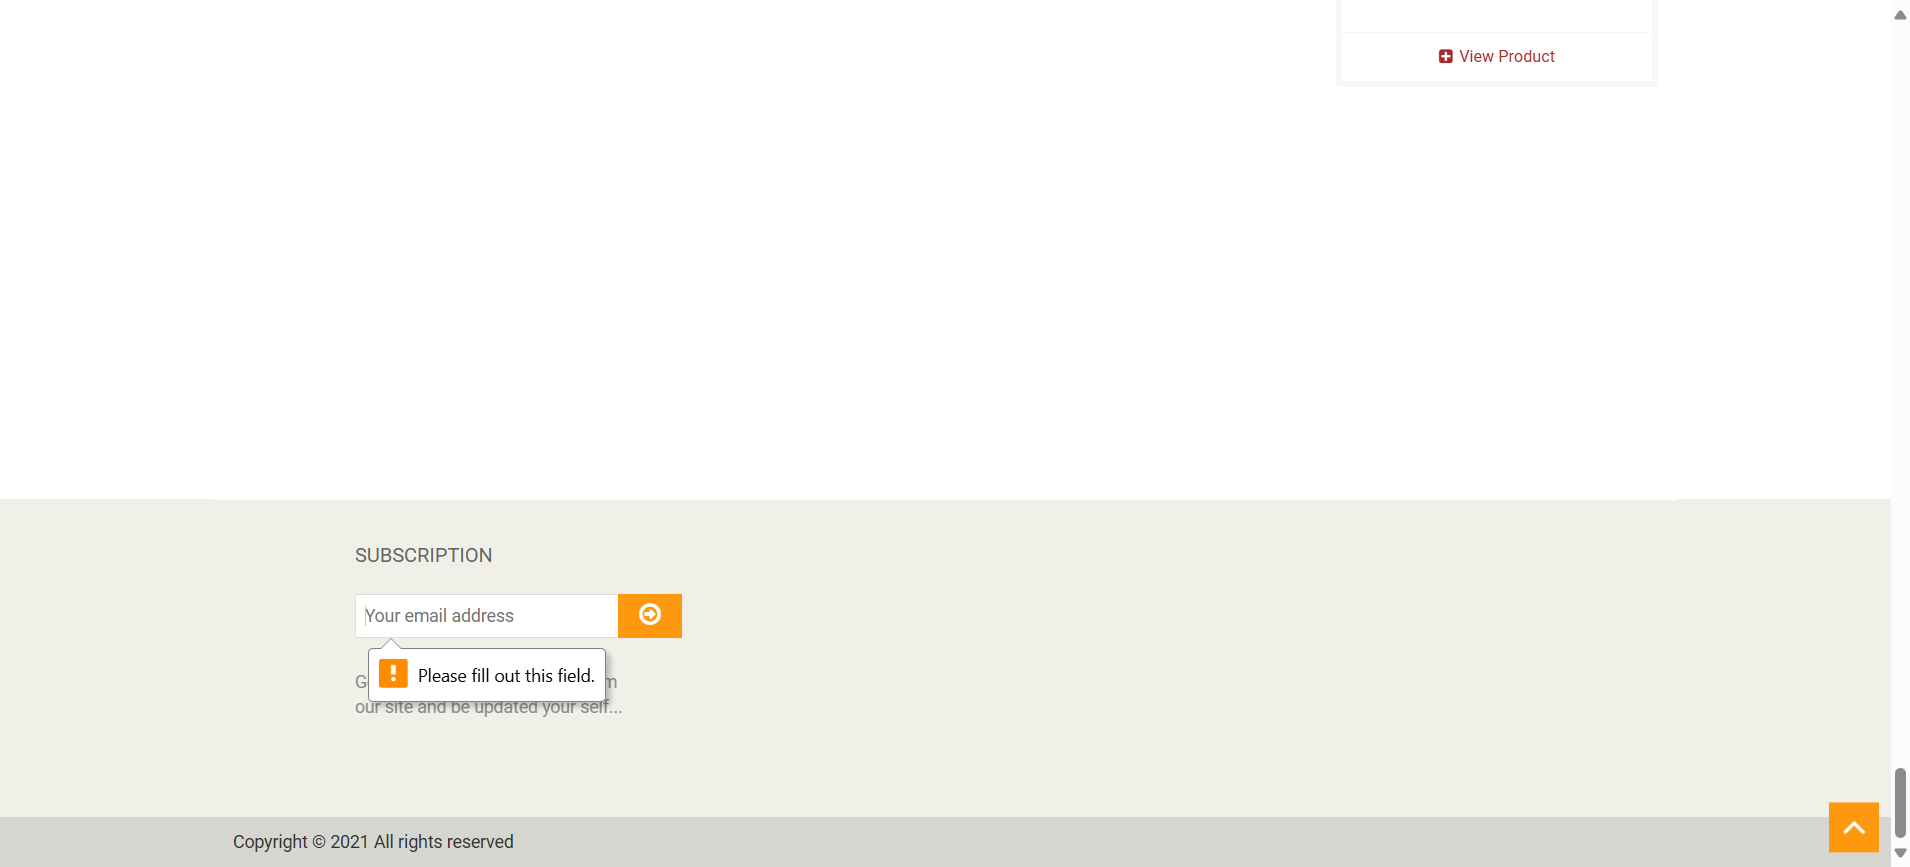 View Product
SUBSCRIPTION
Your email address
Please fill out this field.
our site and be updated your self...
Copyright © 2021 All rights reserved